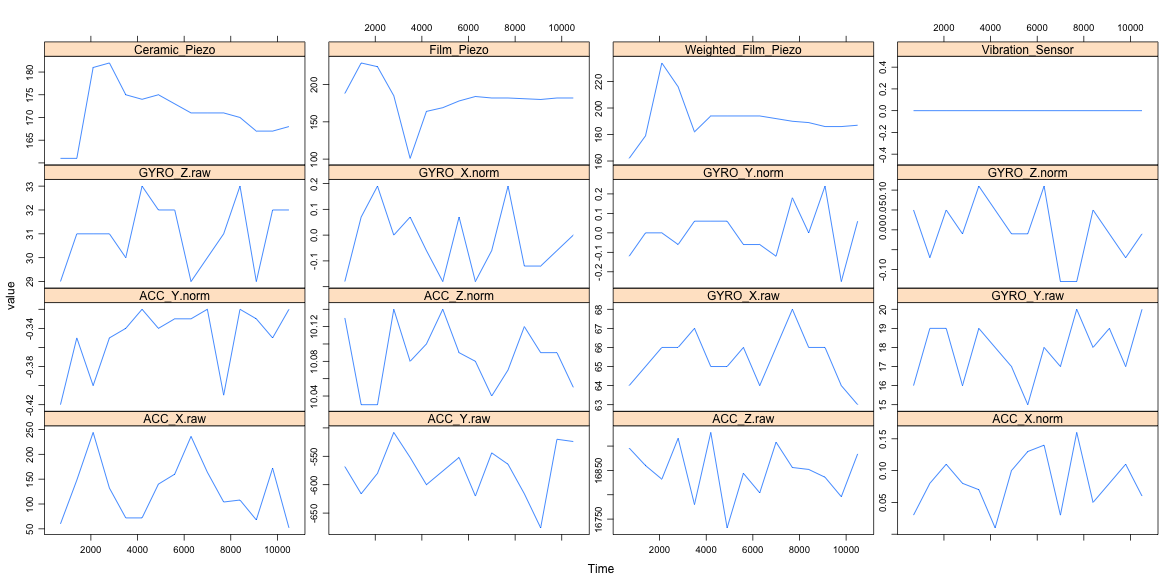 2000 4000 6000 8000 10000 2000 4000 6000 8000 10000
Ceramic_Piezo Film_Piezo Weighted_Film_Piezo Vibration_Sensor
165 170 175 180
100 150 200
160 180 200 220
-0.4 -0.2 0.0 0.2 0.4
GYRO_Z.raw GYRO_X.norm GYRO_Y.norm GYRO_Z.norm
29 30 31 32 33
-0.1 0.0 0.1 0.2
-0.2 -0.1 0.0 0.1 0.2
-0.10 0.00 0.05 0.10
ACC_Y.norm ACC_Z.norm GYRO_X.raw GYRO_Y.raw
-0.42 -0.38 -0.34
10.04 10.08 10.12
63 64 65 66 67 68
15 16 17 18 19 20
ACC_X.raw ACC_Y.raw ACC_Z.raw ACC_X.norm
50 100 150 200 250
-650 -600 -550
16750 16850
0.05 0.10 0.15
2000 4000 6000 8000 10000 2000 4000 6000 8000 10000
value
Time